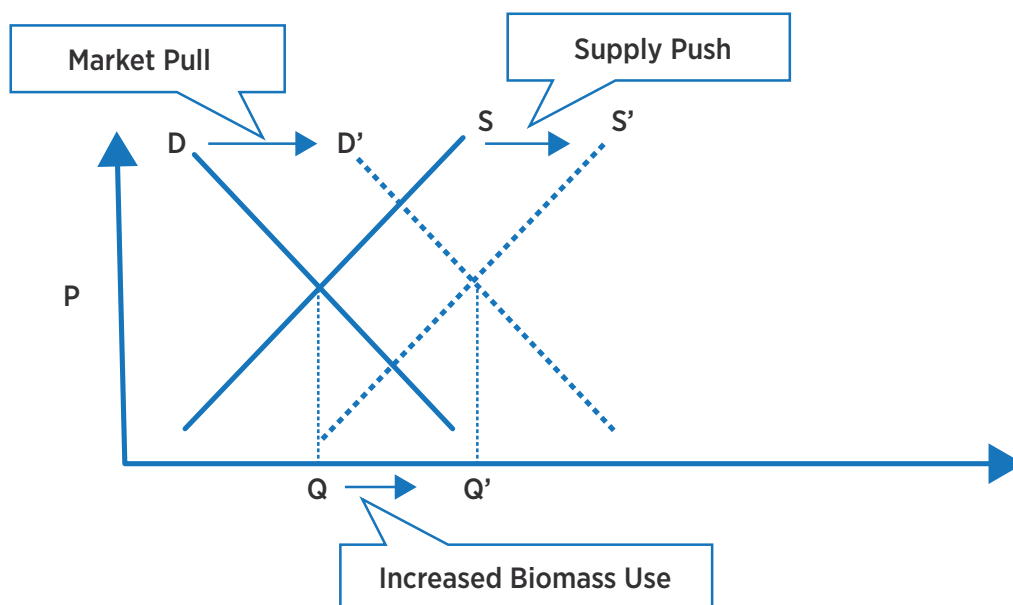 Market Pull
Supply Push
D
D’
S
S’
P
Q
Q’
Increased Biomass Use